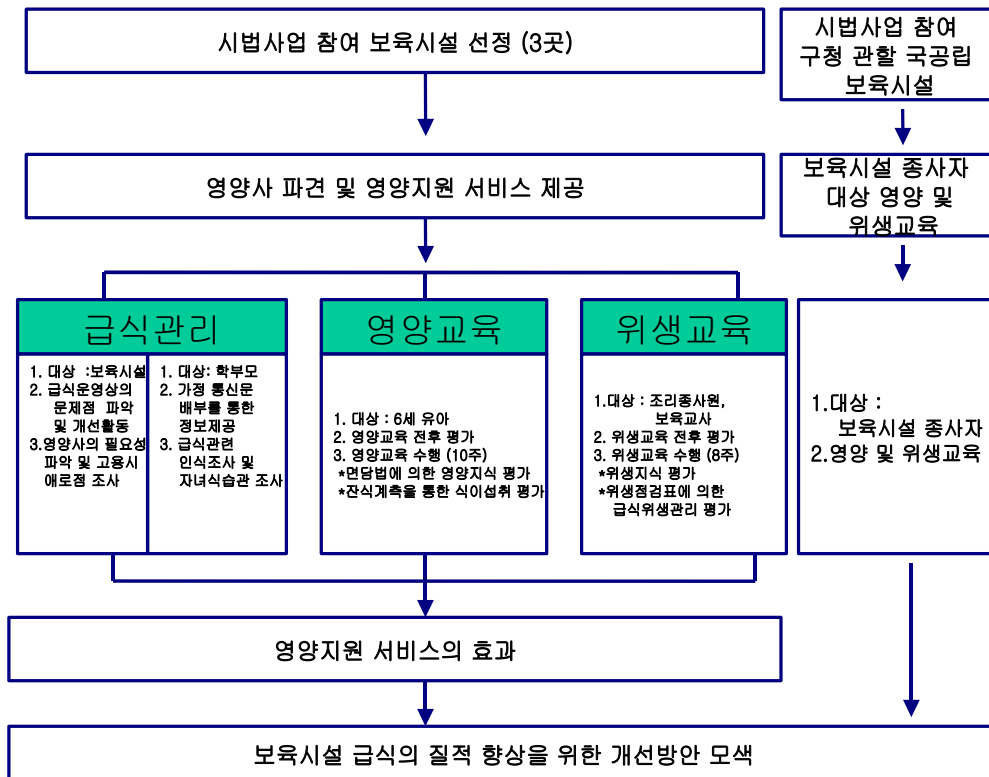 시법사업 참여 보육시설 선정 (3곳)
시법사업 참여
구청 관할 국공립
보육시설
영양사 파견 및 영양지원 서비스 제공
보육시설 종사자
대상 영양 및
위생교육
급식관리
1. 대상 :보육시설
2. 급식운영상의
문제점 파악
및 개선활동
3.영양사의 필요성
파악 및 고용시
애로점 조사
1. 대상: 학부모
2. 가정 통신문
배부를 통한
정보제공
3. 급식관련
인식조사 및
자녀식습관 조사
영양교육
1. 대상 : 6세 유아
2. 영양교육 전후 평가
3. 영양교육 수행 (10주)
*면담법에 의한 영양지식 평가
*잔식계측을 통한 식이섭취 평가
위생교육
1.대상 : 조리종사원,
보육교사
2. 위생교육 전후 평가
3. 위생교육 수행 (8주)
*위생지식 평가
*위생점검표에 의한
급식위생관리 평가
1.대상 :
보육시설 종사자
2.영양 및 위생교육
영양지원 서비스의 효과
보육시설 급식의 질적 향상을 위한 개선방안 모색